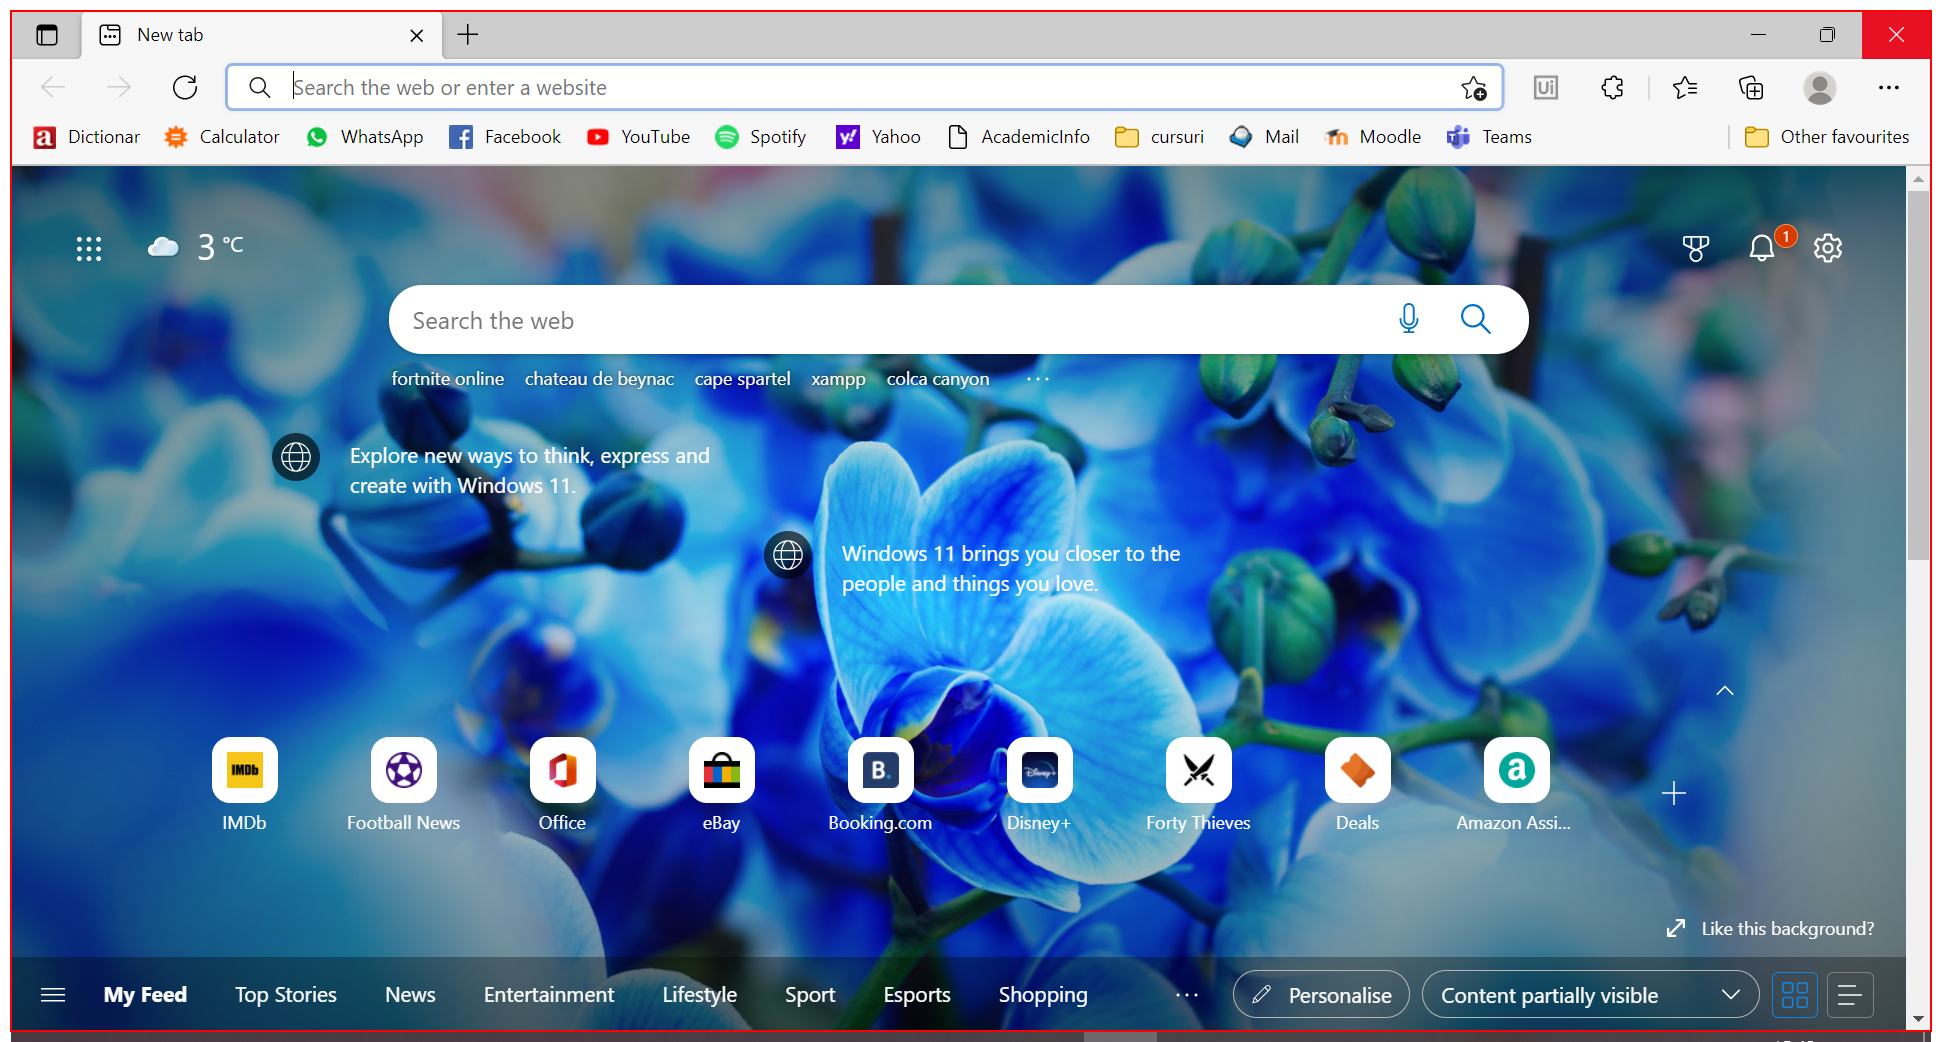 New tab
Search the web or enter a website
Dictionar Calculator WhatsApp Facebook YouTube Spotify Yahoo AcademicInfo cursuri Mail Moodle Teams Other favourites
3 °C
1
Search the web
fortnite online chateau de beynac cape spartel xampp colca canyon ...
Explore new ways to think, express and
create with Windows 11.
Windows 11 brings you closer to the
people and things you love.
IMDb
B.
Disney+
a
IMDb Football News Office eBay Booking.com Disney+ Forty Thieves Deals Amazon Assi...
Like this background?
My Feed Top Stories News Entertainment Lifestyle Sport Esports Shopping ... Personalise Content partially visible